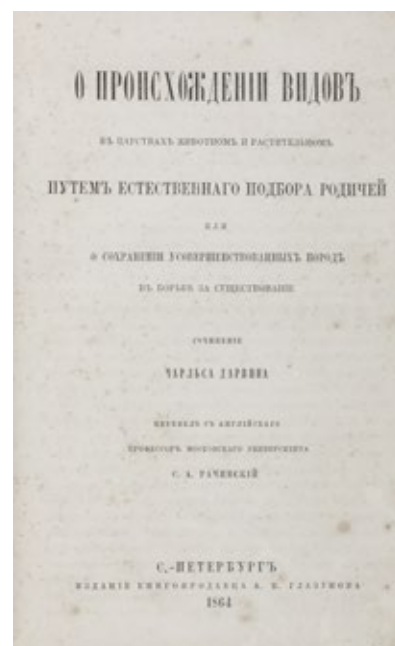 О ПРОИСХОЖДЕНІИ ВИДОВЪ
ВЪ ЦАРСТВАХЪ ЖИВОТНОМЪ И РАСТИТЕЛЬНОМЪ
ПУТЕМЪ ЕСТЕСТВЕННАГО ПОДБОРА РОДИЧЕЙ
ИЛИ
О СОХРАНЕНІИ УСОВЕРШЕНСТВОВАННЫХЪ ПОРОДЪ
ВЪ БОРЬБѢ ЗА СУЩЕСТВОВАНІЕ
СОЧИНЕНІЕ
ЧАРЛЬСА ДАРВИНА
ПЕРЕВЕЛЪ СЪ АНГЛІЙСКАГО
ПРОФЕССОРЪ МОСКОВСКАГО УНИВЕРСИТЕТА
С. А. РАЧИНСКІЙ
С.-ПЕТЕРБУРГЪ
ИЗДАНІЕ КНИГОПРОДАВЦА А. И. ГЛАЗУНОВА
1864